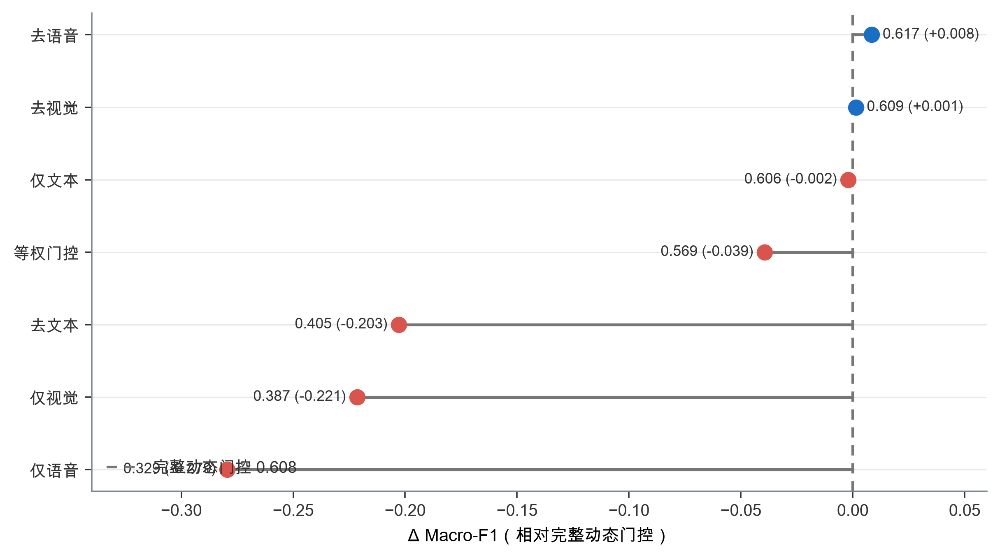 去语音 0.617 (+0.008)
去视觉 0.609 (+0.001)
仅文本 0.606 (-0.002)
等权门控 0.569 (-0.039)
去文本 0.405 (-0.203)
仅视觉 0.387 (-0.221)
仅语音 0.329 (-0.279)
完整动态门控 0.608
−0.30 −0.25 −0.20 −0.15 −0.10 −0.05 0.00 0.05
Δ Macro-F1（相对完整动态门控）